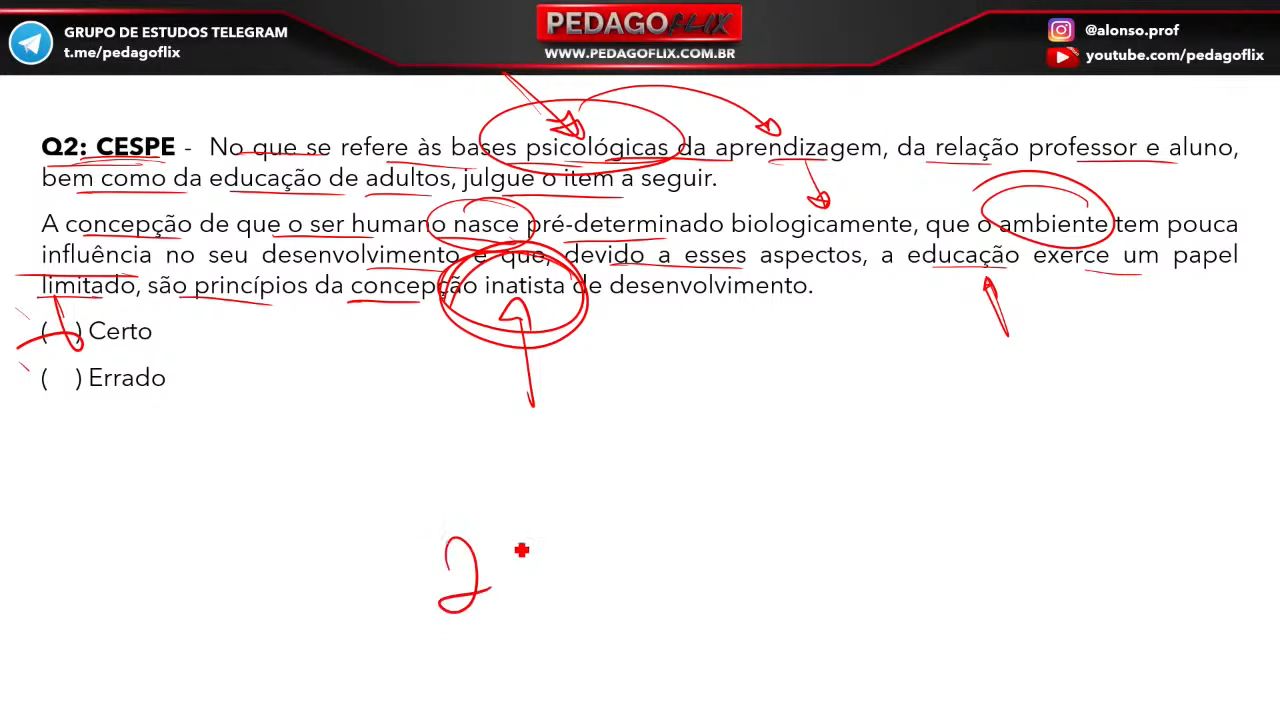 GRUPO DE ESTUDOS TELEGRAM
t.me/pedagoflix
PEDAGOFLIX
WWW.PEDAGOFLIX.COM.BR
@alonso.prof
youtube.com/pedagoflix
Q2: CESPE - No que se refere às bases psicológicas da aprendizagem, da relação professor e aluno,
bem como da educação de adultos, julgue o item a seguir.
A concepção de que o ser humano nasce pré-determinado biologicamente, que o ambiente tem pouca
influência no seu desenvolvimento e que, devido a esses aspectos, a educação exerce um papel
limitado, são princípios da concepção inatista de desenvolvimento.
( ) Certo
( ) Errado
2